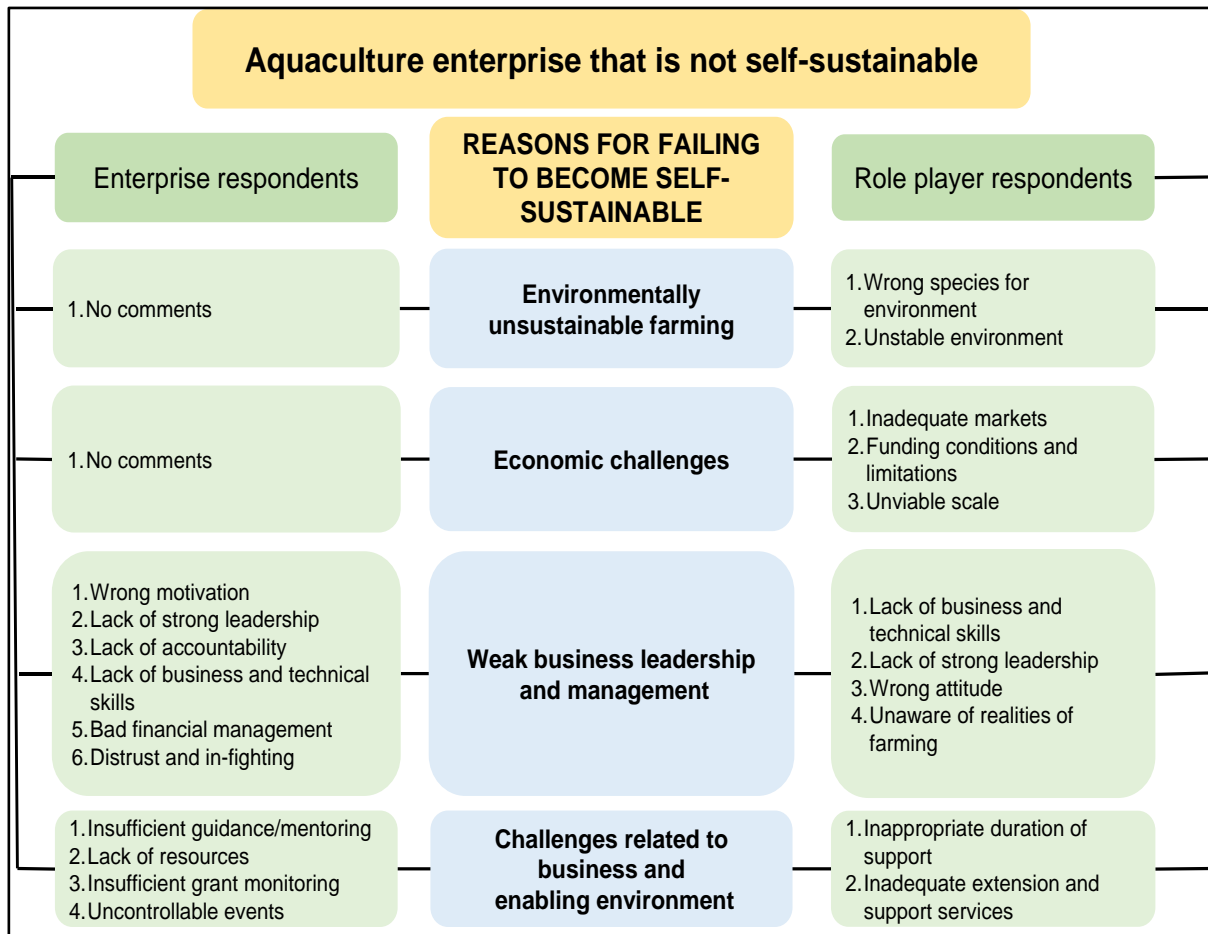 Aquaculture enterprise that is not self-sustainable
Enterprise respondents
REASONS FOR FAILING
TO BECOME SELF-
SUSTAINABLE
Role player respondents
1. No comments
Environmentally
unsustainable farming
1. Wrong species for
environment
2. Unstable environment
1. No comments
Economic challenges
1. Inadequate markets
2. Funding conditions and
limitations
3. Unviable scale
1. Wrong motivation
2. Lack of strong leadership
3. Lack of accountability
4. Lack of business and technical
skills
5. Bad financial management
6. Distrust and in-fighting
Weak business leadership
and management
1. Lack of business and
technical skills
2. Lack of strong leadership
3. Wrong attitude
4. Unaware of realities of
farming
1. Insufficient guidance/mentoring
2. Lack of resources
3. Insufficient grant monitoring
4. Uncontrollable events
Challenges related to
business and
enabling environment
1. Inappropriate duration of
support
2. Inadequate extension and
support services